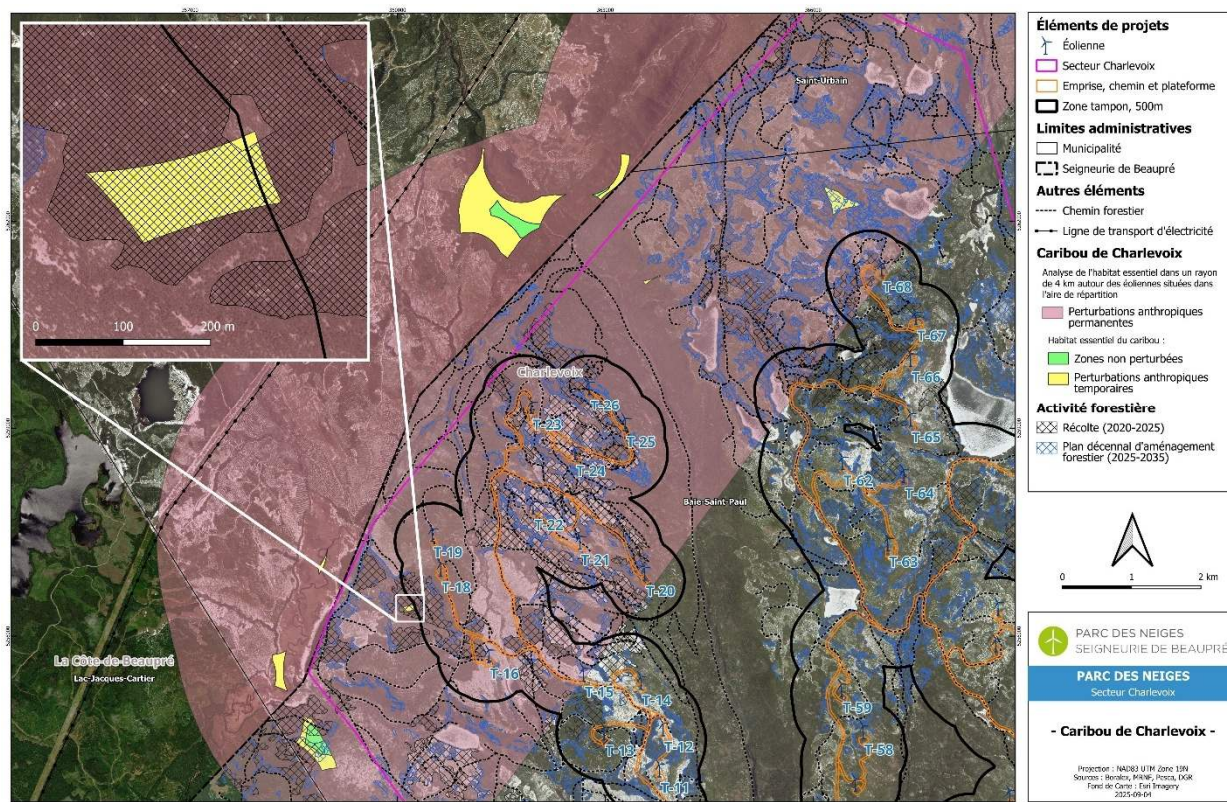 Éléments de projets
Éolienne
Secteur Charlevoix
Emprise, chemin et plateforme
Zone tampon, 500m
Limites administratives
Municipalité
Seigneurie de Beaupré
Autres éléments
Chemin forestier
Ligne de transport d'électricité
Caribou de Charlevoix
Analyse de l'habitat essentiel dans un rayon
de 4 km autour des éoliennes situées dans
l'aire de répartition
Perturbations anthropiques
permanentes
Habitat essentiel du caribou :
Zones non perturbées
Perturbations anthropiques
temporaires
Activité forestière
Récolte (2020-2025)
Plan décennal d'aménagement
forestier (2025-2035)
0 1 2 km
PARC DES NEIGES
SEIGNEURIE DE BEAUPRÉ
PARC DES NEIGES
Secteur Charlevoix
- Caribou de Charlevoix -
Projection : NAD83 UTM Zone 19N
Sources : Boralex, MRNF, Pesca, DGR
Fond de Carte : Esri Imagery
2025-09-04
0 100 200 m
Saint-Urbain
Charlevoix
Baie-Saint-Paul
La Côte-de-Beaupré
Lac-Jacques-Cartier
T-68
T-67
T-66
T-65
T-26
T-23
T-25
T-24
T-62
T-64
T-22
T-21
T-63
T-19
T-18
T-20
T-16
T-15
T-14
T-13
T-12
T-11
T-59
T-58